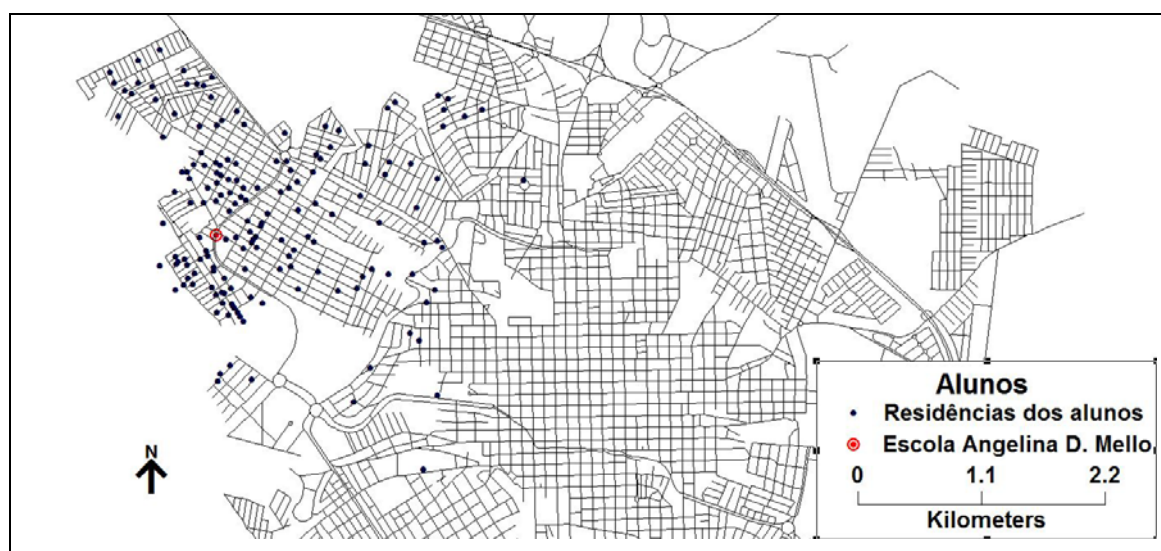 N
Alunos
Residências dos alunos
Escola Angelina D. Mello
0 1.1 2.2
Kilometers